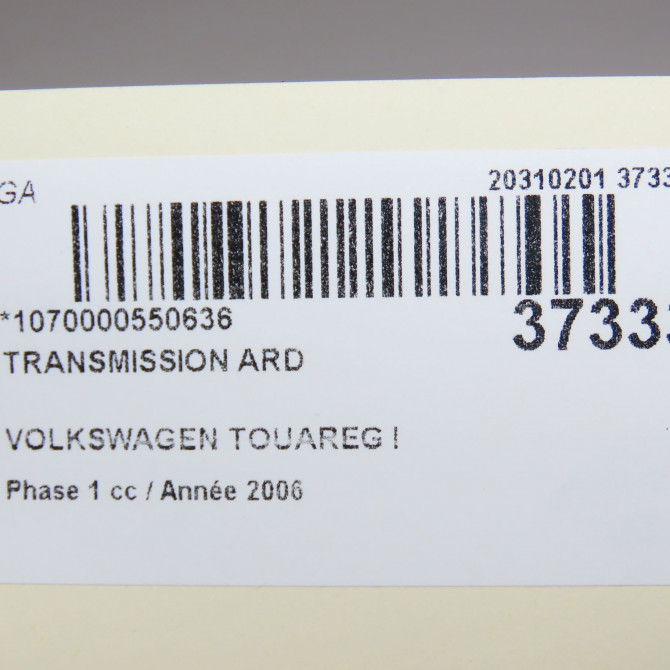 GA
20310201 3733
*1070000550636
3733
TRANSMISSION ARD
VOLKSWAGEN TOUAREG I
Phase 1 cc / Année 2006